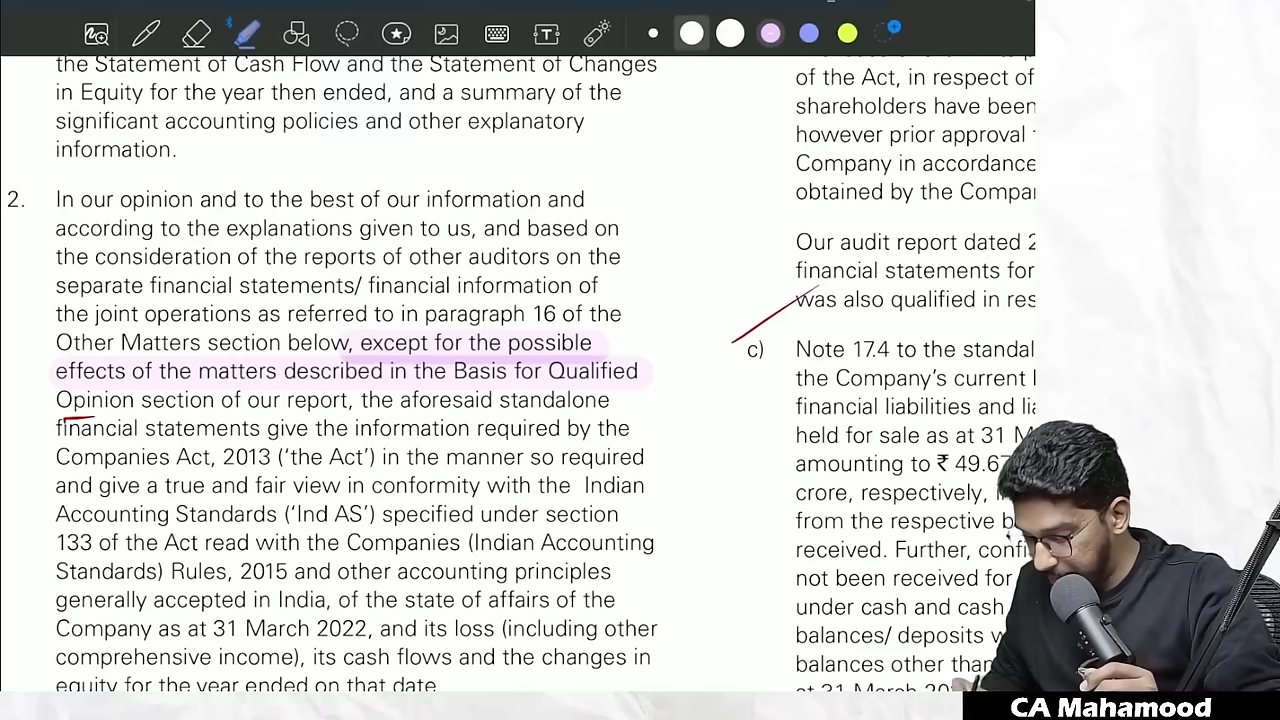 the Statement of Cash Flow and the Statement of Changes
in Equity for the year then ended, and a summary of the
significant accounting policies and other explanatory
information.
2. In our opinion and to the best of our information and
according to the explanations given to us, and based on
the consideration of the reports of other auditors on the
separate financial statements/ financial information of
the joint operations as referred to in paragraph 16 of the
Other Matters section below, except for the possible
effects of the matters described in the Basis for Qualified
Opinion section of our report, the aforesaid standalone
financial statements give the information required by the
Companies Act, 2013 ('the Act') in the manner so required
and give a true and fair view in conformity with the Indian
Accounting Standards ('Ind AS') specified under section
133 of the Act read with the Companies (Indian Accounting
Standards) Rules, 2015 and other accounting principles
generally accepted in India, of the state of affairs of the
Company as at 31 March 2022, and its loss (including other
comprehensive income), its cash flows and the changes in
equity for the year ended on that date
of the Act, in respect of
shareholders have been
however prior approval
Company in accordance
obtained by the
Our audit report dated
financial statements for
was also qualified in
c) Note 17.4 to the
the Company's current
financial liabilities and
held for sale as at 31
amounting to ₹ 49.67
crore, respectively,
from the respective
received. Further,
not been received for
under cash and cash
balances/ deposits
balances other than
at 31 March
CA Mahamood